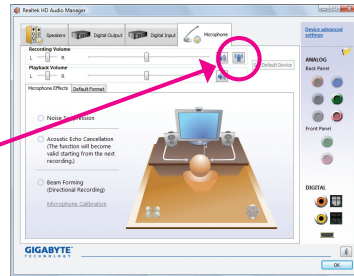 Realtek HD Audio Manager
Speakers
Digital Output
Digital Input
Microphone
Device advanced
settings
Recording Volume
L
R
Set Default Device
Playback Volume
L
R
Microphone Effects
Default Format
Noise Suppression
Acoustic Echo Cancellation
(The function will become
valid starting from the next
recording.)
Beam Forming
(Directional Recording)
Microphone Calibration
ANALOG
Back Panel
Front Panel
DIGITAL
GIGABYTE
TECHNOLOGY
OK